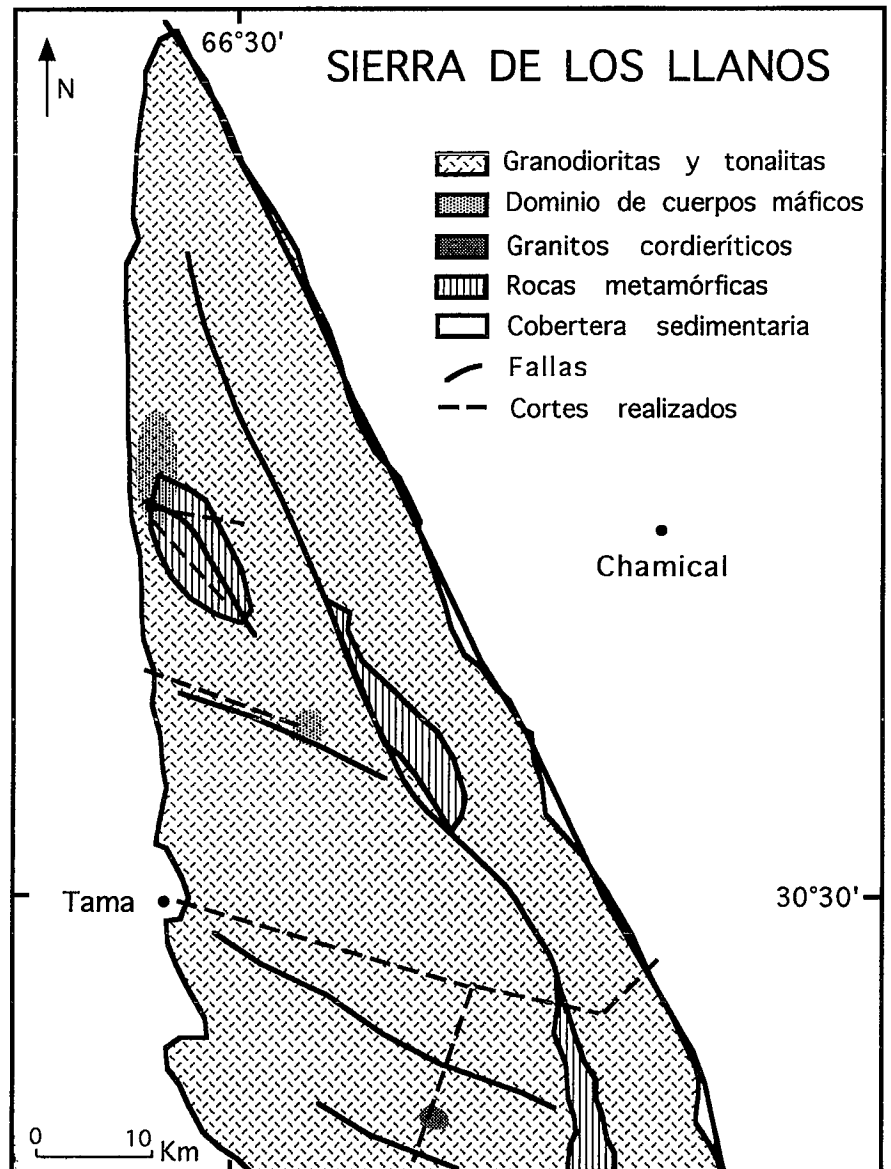 66°30'
N
SIERRA DE LOS LLANOS
Granodioritas y tonalitas
Dominio de cuerpos máficos
Granitos cordieríticos
Rocas metamórficas
Cobertera sedimentaria
Fallas
Cortes realizados
Chamical
Tama
30°30'
0 10 Km